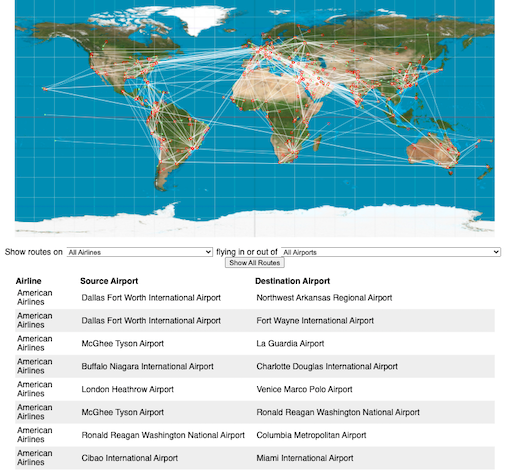 Show routes on All Airlines flying in or out of All Airports
Show All Routes
Airline Source Airport Destination Airport
American
Airlines Dallas Fort Worth International Airport Northwest Arkansas Regional Airport
American
Airlines Dallas Fort Worth International Airport Fort Wayne International Airport
American
Airlines McGhee Tyson Airport La Guardia Airport
American
Airlines Buffalo Niagara International Airport Charlotte Douglas International Airport
American
Airlines London Heathrow Airport Venice Marco Polo Airport
American
Airlines McGhee Tyson Airport Ronald Reagan Washington National Airport
American
Airlines Ronald Reagan Washington National Airport Columbia Metropolitan Airport
American
Airlines Cibao International Airport Miami International Airport